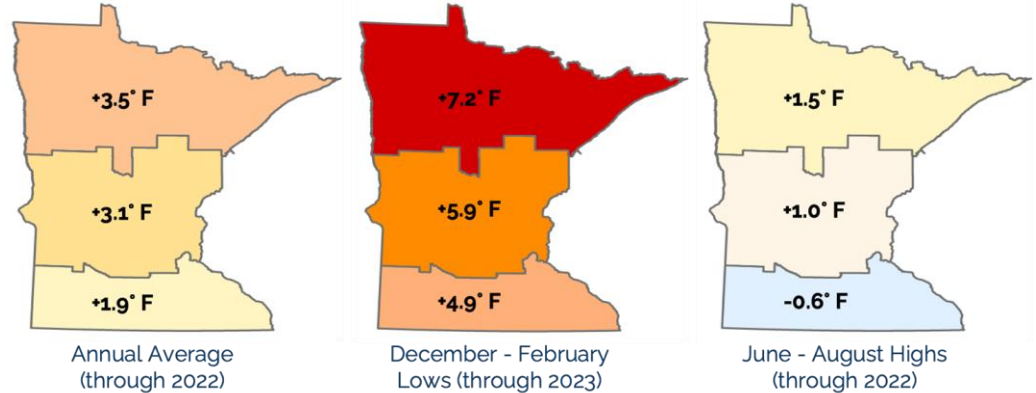 +3.5° F
+7.2° F
+1.5° F
+3.1° F
+5.9° F
+1.0° F
+1.9° F
+4.9° F
-0.6° F
Annual Average
(through 2022)
December - February
Lows (through 2023)
June - August Highs
(through 2022)